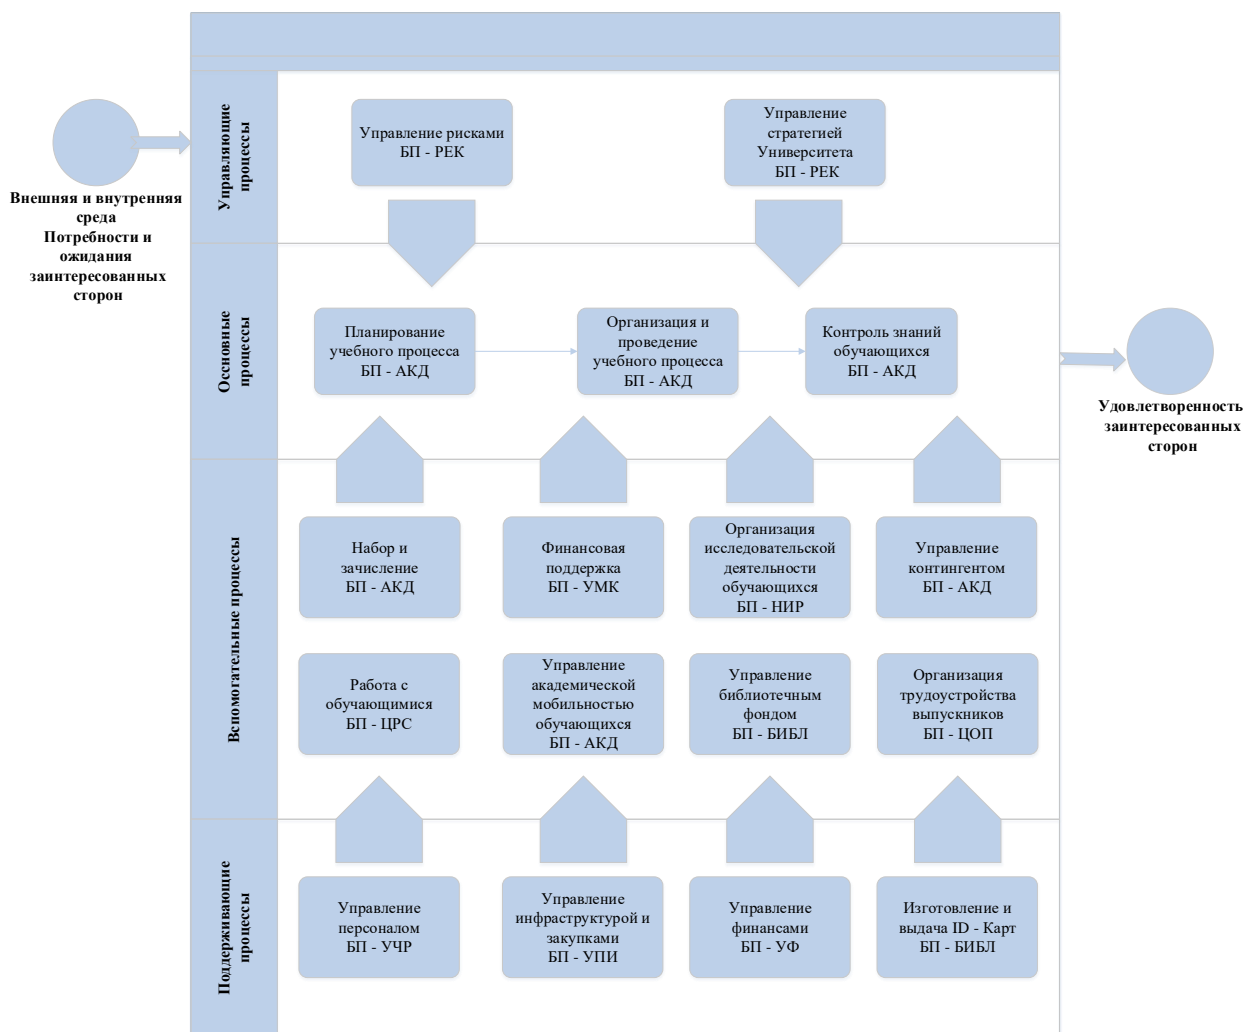 Внешняя и внутренняя
среда
Потребности и
ожидания
заинтересованных
сторон
Управляющие
процессы
Управление рисками
БП - РЕК
Управление
стратегией
Университета
БП - РЕК
Оссновные
процессы
Планирование
учебного процесса
БП - АКД
Организация и
проведение
учебного процесса
БП - АКД
Контроль знаний
обучающихся
БП - АКД
Удовлетворенность
заинтересованных
сторон
Вспомогательные процессы
Набор и
зачисление
БП - АКД
Финансовая
поддержка
БП - УМК
Организация
исследовательской
деятельности
обучающихся
БП - НИР
Управление
контингентом
БП - АКД
Работа с
обучающимися
БП - ЦРС
Управление
академической
мобильностью
обучающихся
БП - АКД
Управление
библиотечным
фондом
БП - БИБЛ
Организация
трудоустройства
выпускников
БП - ЦОП
Поддерживающие
процессы
Управление
персоналом
БП - УЧР
Управление
инфраструктурой и
закупками
БП - УПИ
Управление
финансами
БП - УФ
Изготовление и
выдача ID - Карт
БП - БИБЛ